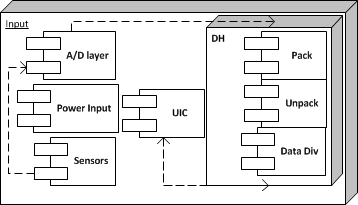 Input
A/D layer
DH
Pack
Power Input
UIC
Unpack
Sensors
Data Div